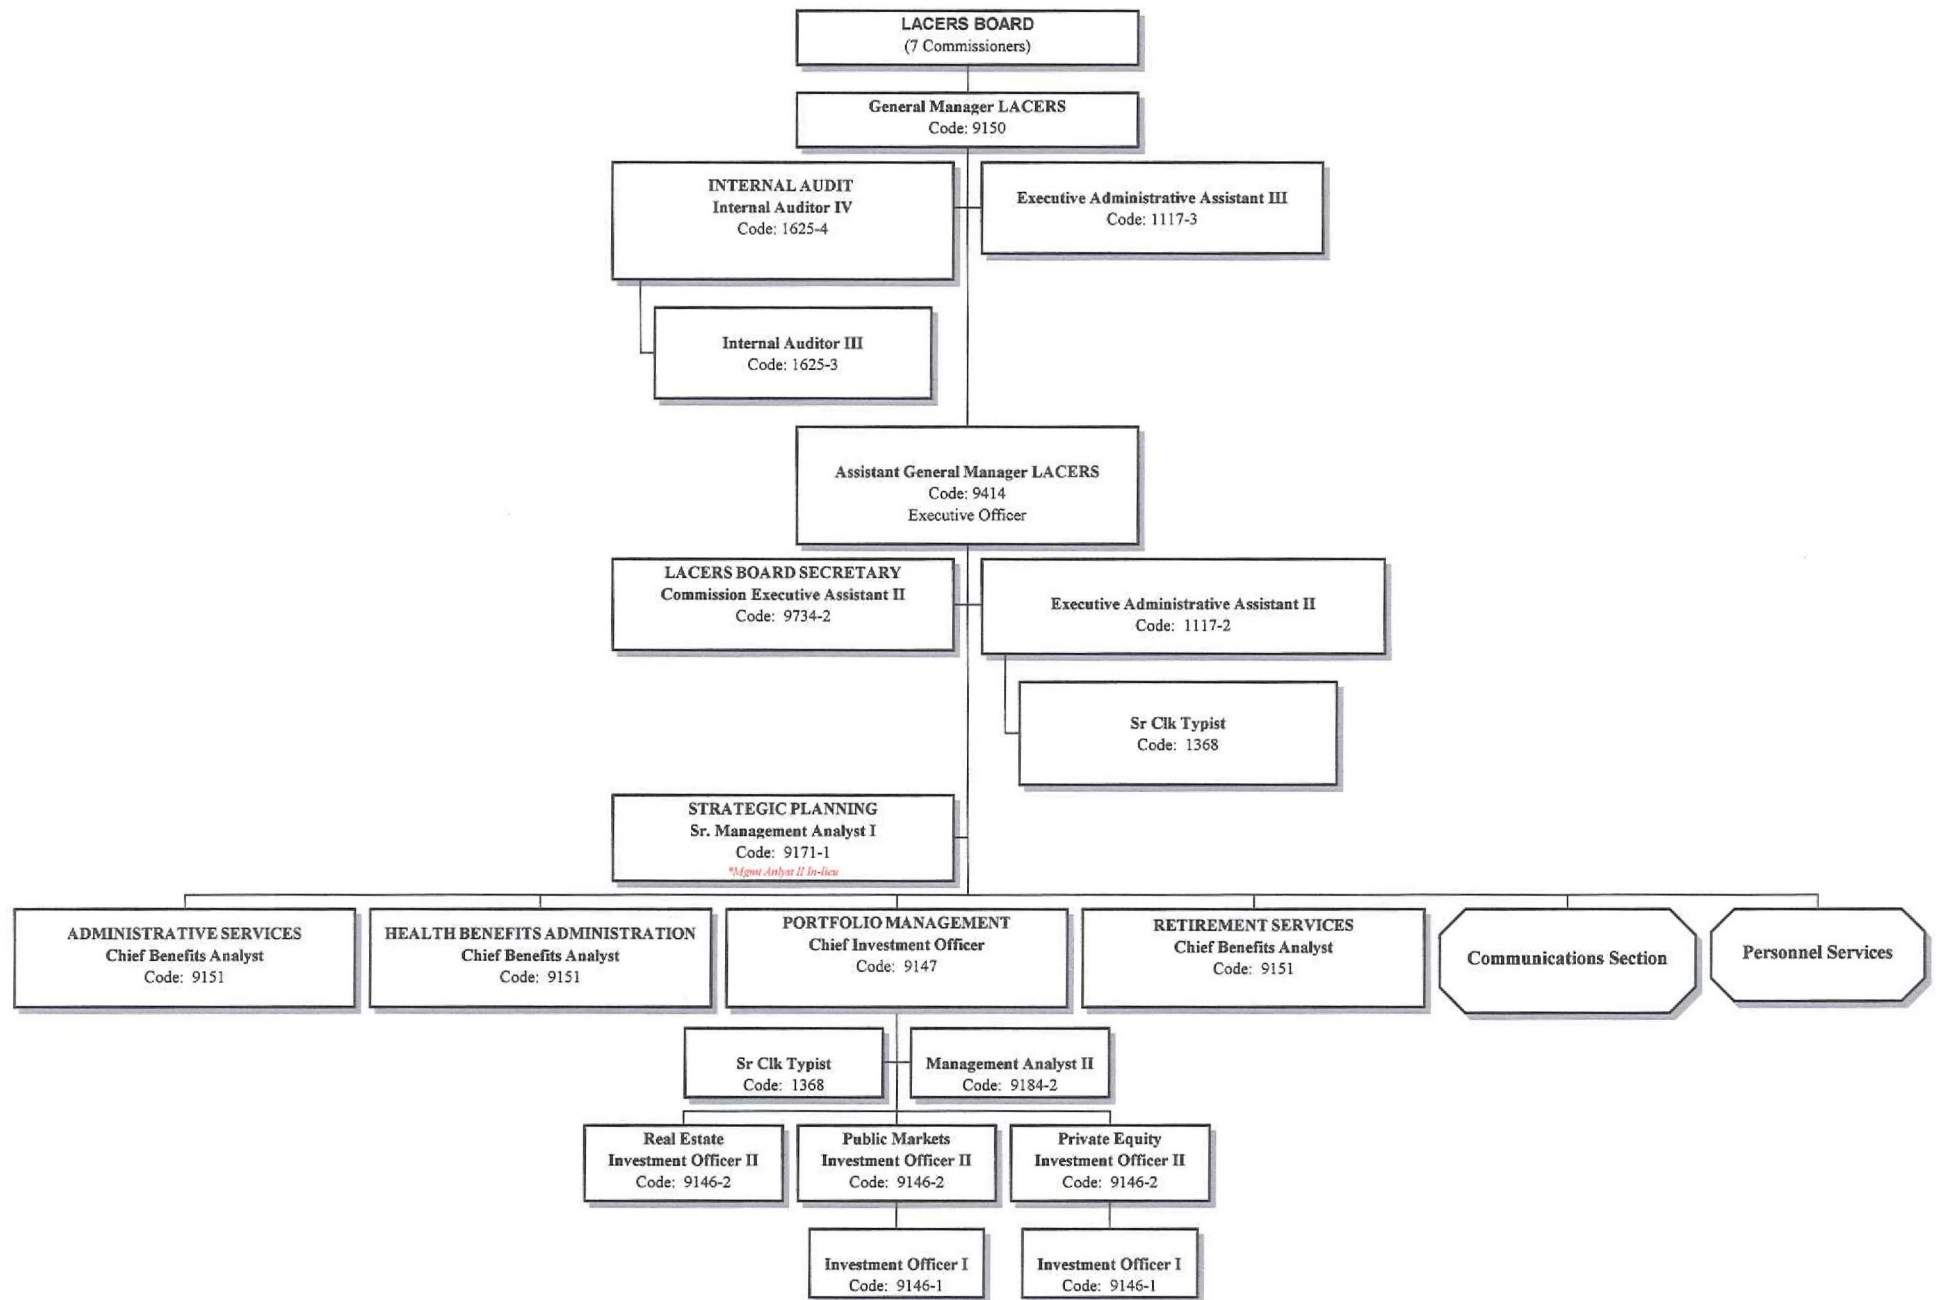 LACERS BOARD
(7 Commissioners)
General Manager LACERS
Code: 9150
INTERNAL AUDIT
Internal Auditor IV
Code: 1625-4
Executive Administrative Assistant III
Code: 1117-3
Internal Auditor III
Code: 1625-3
Assistant General Manager LACERS
Code: 9414
Executive Officer
LACERS BOARD SECRETARY
Commission Executive Assistant II
Code: 9734-2
Executive Administrative Assistant II
Code: 1117-2
Sr Clk Typist
Code: 1368
STRATEGIC PLANNING
Sr. Management Analyst I
Code: 9171-1
*Mgmt Anlyst II In-lieu
ADMINISTRATIVE SERVICES
Chief Benefits Analyst
Code: 9151
HEALTH BENEFITS ADMINISTRATION
Chief Benefits Analyst
Code: 9151
PORTFOLIO MANAGEMENT
Chief Investment Officer
Code: 9147
RETIREMENT SERVICES
Chief Benefits Analyst
Code: 9151
Communications Section
Personnel Services
Sr Clk Typist
Code: 1368
Management Analyst II
Code: 9184-2
Real Estate
Investment Officer II
Code: 9146-2
Public Markets
Investment Officer II
Code: 9146-2
Private Equity
Investment Officer II
Code: 9146-2
Investment Officer I
Code: 9146-1
Investment Officer I
Code: 9146-1